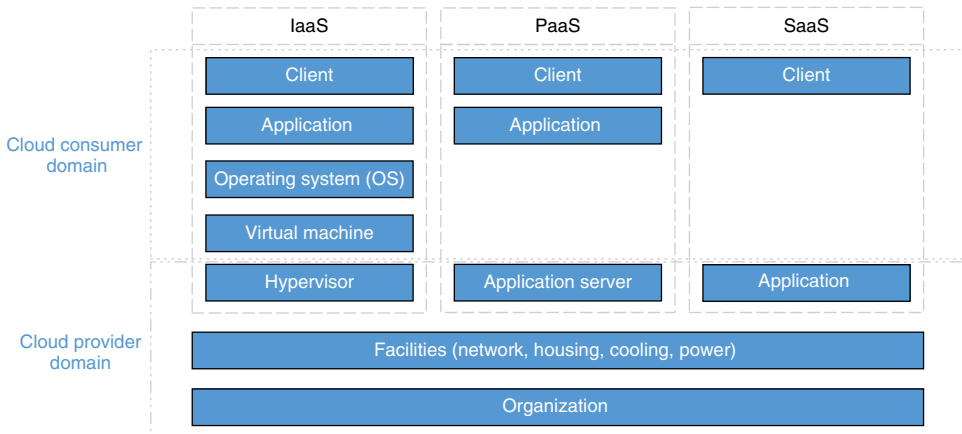 IaaS
PaaS
SaaS
Cloud consumer
domain
Client
Client
Client
Application
Application
Operating system (OS)
Virtual machine
Cloud provider
domain
Hypervisor
Application server
Application
Facilities (network, housing, cooling, power)
Organization